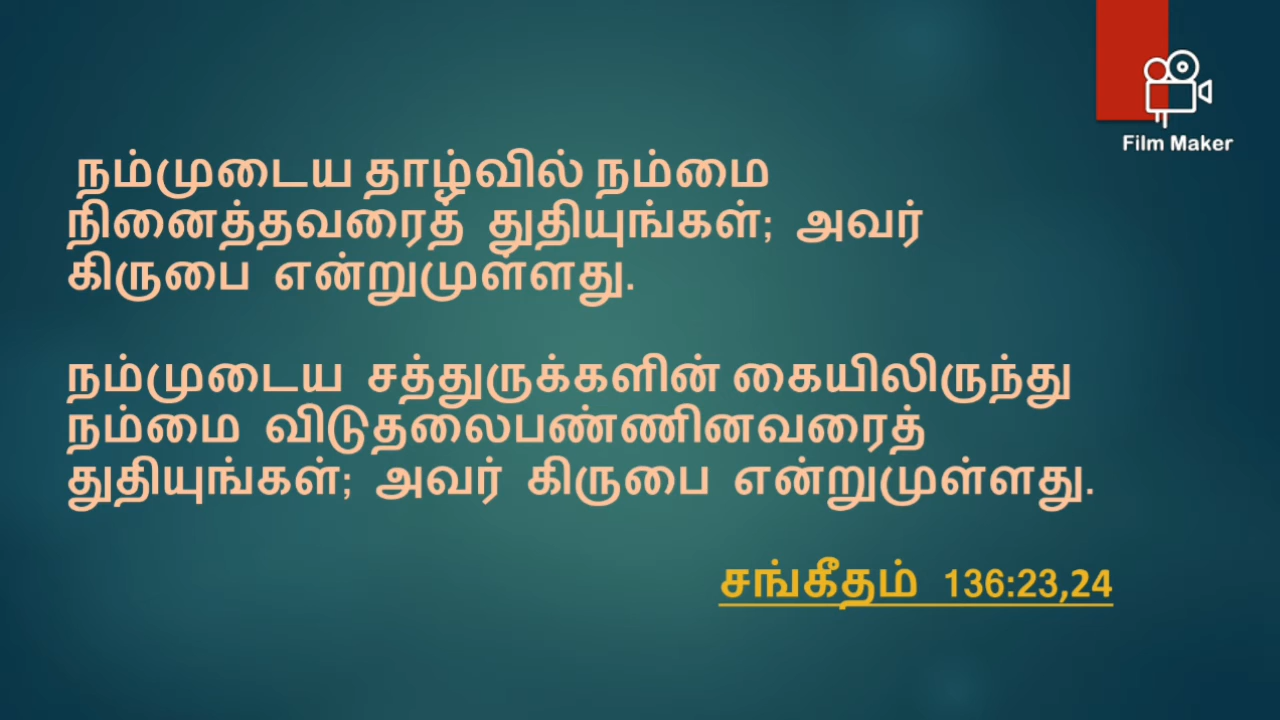 Film Maker
நம்முடைய தாழ்வில் நம்மை
நினைத்தவரைத் துதியுங்கள்; அவர்
கிருபை என்றுமுள்ளது.
நம்முடைய சத்துருக்களின் கையிலிருந்து
நம்மை விடுதலைபண்ணினவரைத்
துதியுங்கள்; அவர் கிருபை என்றுமுள்ளது.
சங்கீதம் 136:23,24